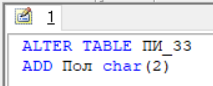 1
ALTER TABLE ПИ_33
ADD Пол char(2)